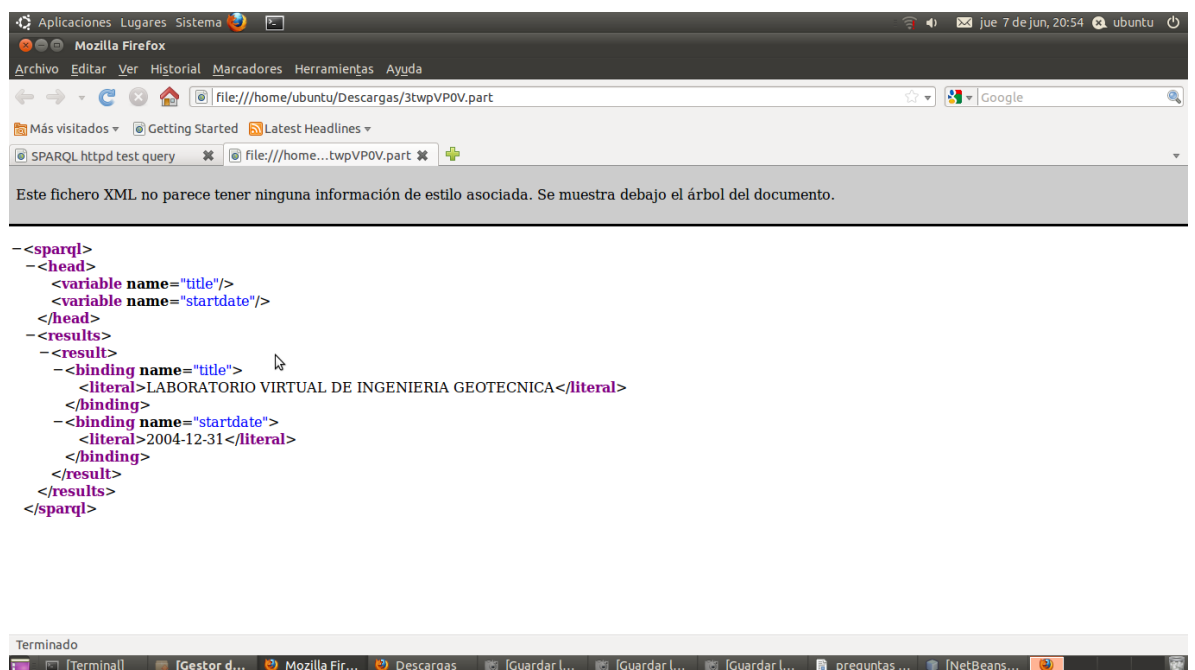 Aplicaciones Lugares Sistema jue 7 de jun, 20:54 ubuntu
Mozilla Firefox
Archivo Editar Ver Historial Marcadores Herramientas Ayuda
file:///home/ubuntu/Descargas/3twpVP0V.part Google
Más visitados Getting Started Latest Headlines
SPARQL httpd test query file:///home...twpVP0V.part
Este fichero XML no parece tener ninguna información de estilo asociada. Se muestra debajo el árbol del documento.
−<sparql>
−<head>
<variable name="title"/>
<variable name="startdate"/>
</head>
−<results>
−<result>
−<binding name="title">
<literal>LABORATORIO VIRTUAL DE INGENIERIA GEOTECNICA</literal>
</binding>
−<binding name="startdate">
<literal>2004-12-31</literal>
</binding>
</result>
</results>
</sparql>
Terminado
[Terminal] [Gestor d... Mozilla Fir... Descargas [Guardar l... [Guardar l... [Guardar l... preguntas ... [NetBeans...